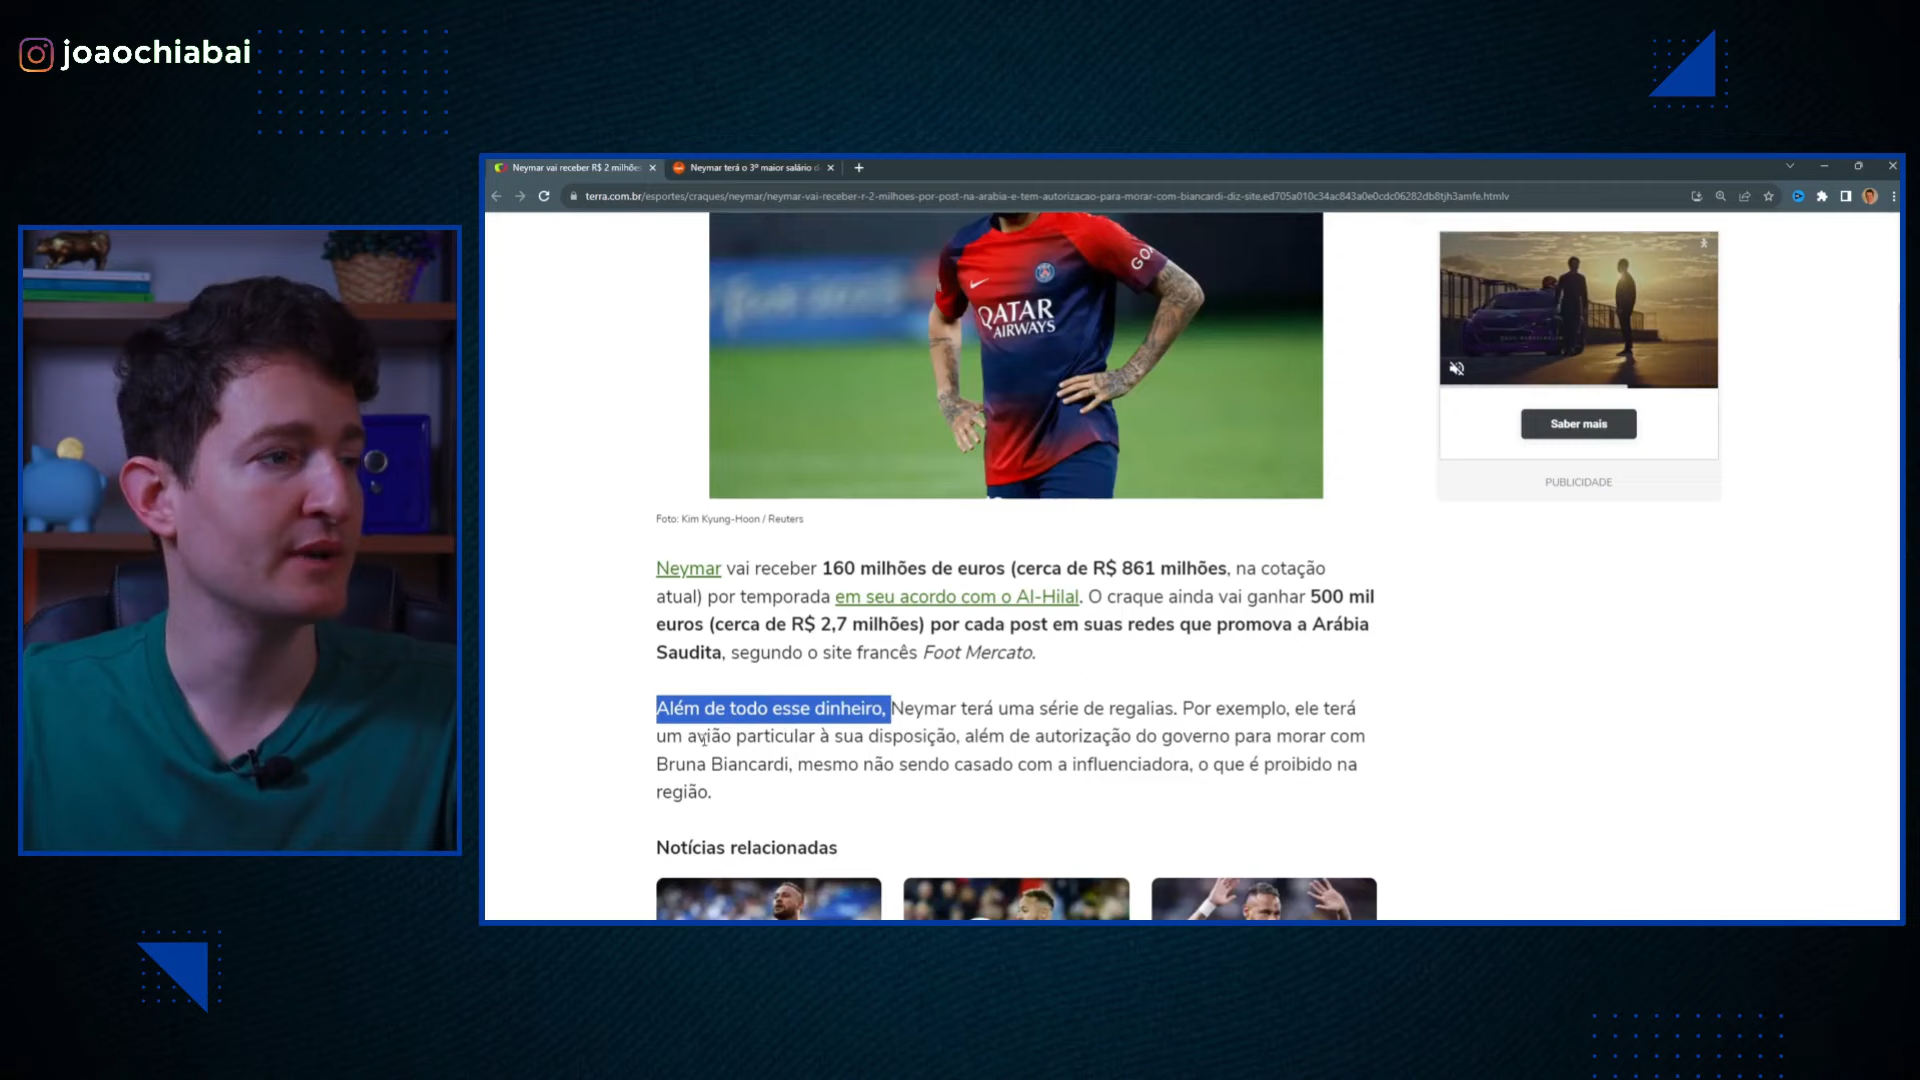 joaochiabai
Neymar vai receber R$ 2 milhões
Neymar terá o 3º maior salário d
terra.com.br/esportes/craques/neymar/neymar-vai-receber-r-2-milhoes-por-post-na-arabia-e-tem-autorizacao-para-morar-com-biancardi-diz-site,ed705a010c34ac843a0e0cdc06282db8tjh3amfe.htmlv
GOA
QATAR
AIRWAYS
Saber mais
PUBLICIDADE
Foto: Kim Kyung-Hoon / Reuters
Neymar vai receber 160 milhões de euros (cerca de R$ 861 milhões, na cotação
atual) por temporada em seu acordo com o Al-Hilal. O craque ainda vai ganhar 500 mil
euros (cerca de R$ 2,7 milhões) por cada post em suas redes que promova a Arábia
Saudita, segundo o site francês Foot Mercato.
Além de todo esse dinheiro, Neymar terá uma série de regalias. Por exemplo, ele terá
um avião particular à sua disposição, além de autorização do governo para morar com
Bruna Biancardi, mesmo não sendo casado com a influenciadora, o que é proibido na
região.
Notícias relacionadas